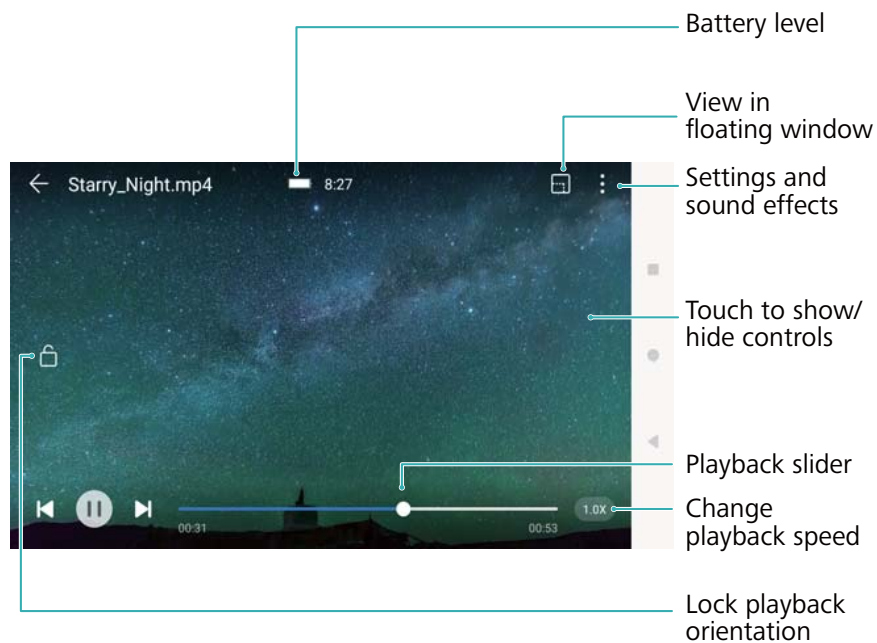 Battery level
View in
floating window
Starry_Night.mp4 8:27
Settings and
sound effects
Touch to show/
hide controls
Playback slider
1.0X
Change
playback speed
00:31 00:53
Lock playback
orientation